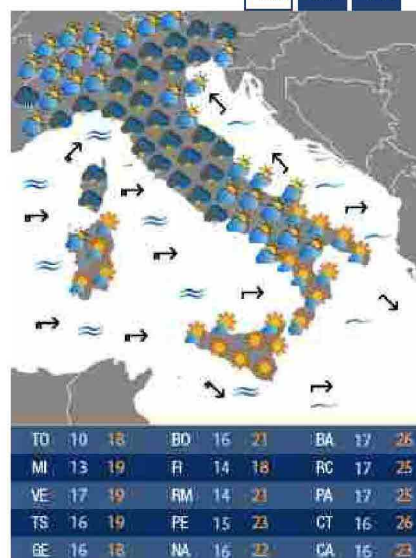 TO 10 18 BO 16 21 BA 17 26
MI 13 19 FI 14 18 RC 17 25
VE 17 19 RM 14 21 PA 17 25
TS 16 19 PE 15 23 CT 16 26
GE 16 18 NA 16 22 CA 16 22